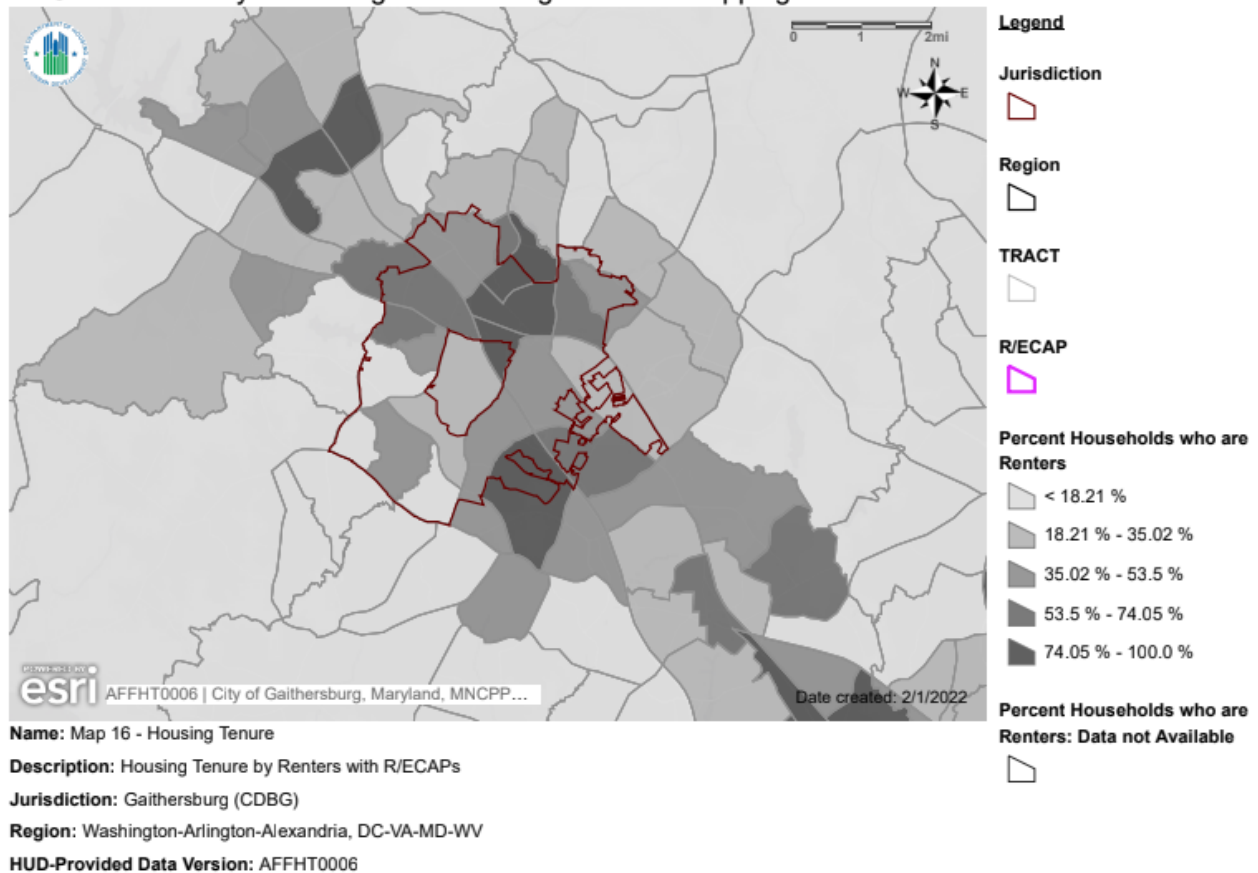 0 1 2mi
N
W E
S
POWERED BY
esri
AFFHT0006 | City of Gaithersburg, Maryland, MNCPP...
Date created: 2/1/2022
Legend
Jurisdiction
Region
TRACT
R/ECAP
Percent Households who are
Renters
< 18.21 %
18.21 % - 35.02 %
35.02 % - 53.5 %
53.5 % - 74.05 %
74.05 % - 100.0 %
Percent Households who are
Renters: Data not Available
Name: Map 16 - Housing Tenure
Description: Housing Tenure by Renters with R/ECAPs
Jurisdiction: Gaithersburg (CDBG)
Region: Washington-Arlington-Alexandria, DC-VA-MD-WV
HUD-Provided Data Version: AFFHT0006